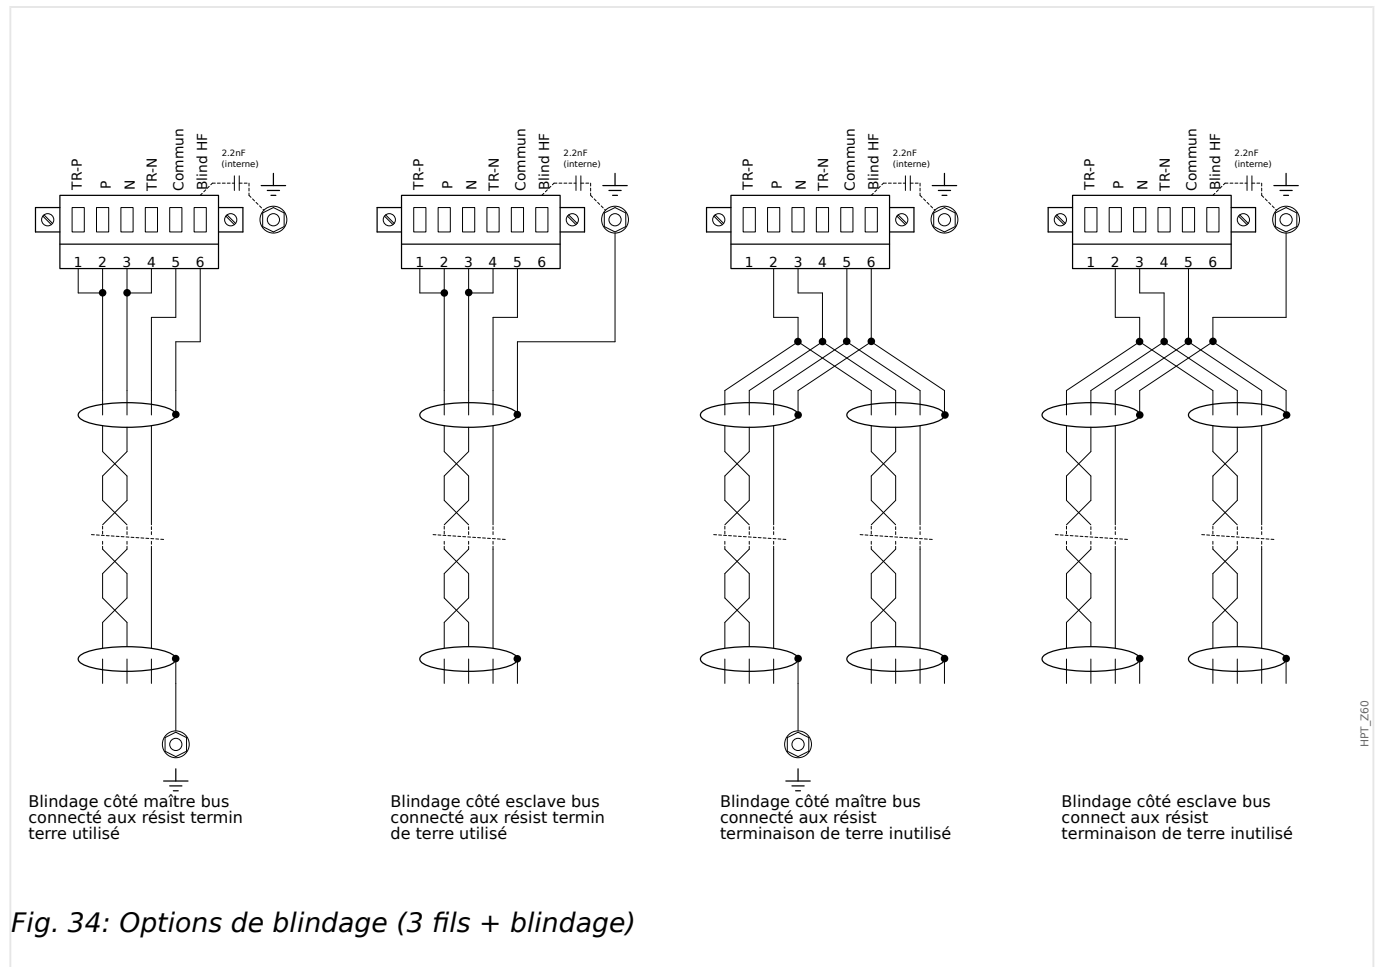 TR-P
P
N
TR-N
Commun
Blind HF
2.2nF
(interne)
1 2 3 4 5 6
TR-P
P
N
TR-N
Commun
Blind HF
2.2nF
(interne)
1 2 3 4 5 6
TR-P
P
N
TR-N
Commun
Blind HF
2.2nF
(interne)
1 2 3 4 5 6
TR-P
P
N
TR-N
Commun
Blind HF
2.2nF
(interne)
1 2 3 4 5 6
HPT_Z60
Blindage côté maître bus
connecté aux résist termin
terre utilisé
Blindage côté esclave bus
connecté aux résist termin
de terre utilisé
Blindage côté maître bus
connecté aux résist
terminaison de terre inutilisé
Blindage côté esclave bus
connect aux résist
terminaison de terre inutilisé
Fig. 34: Options de blindage (3 fils + blindage)